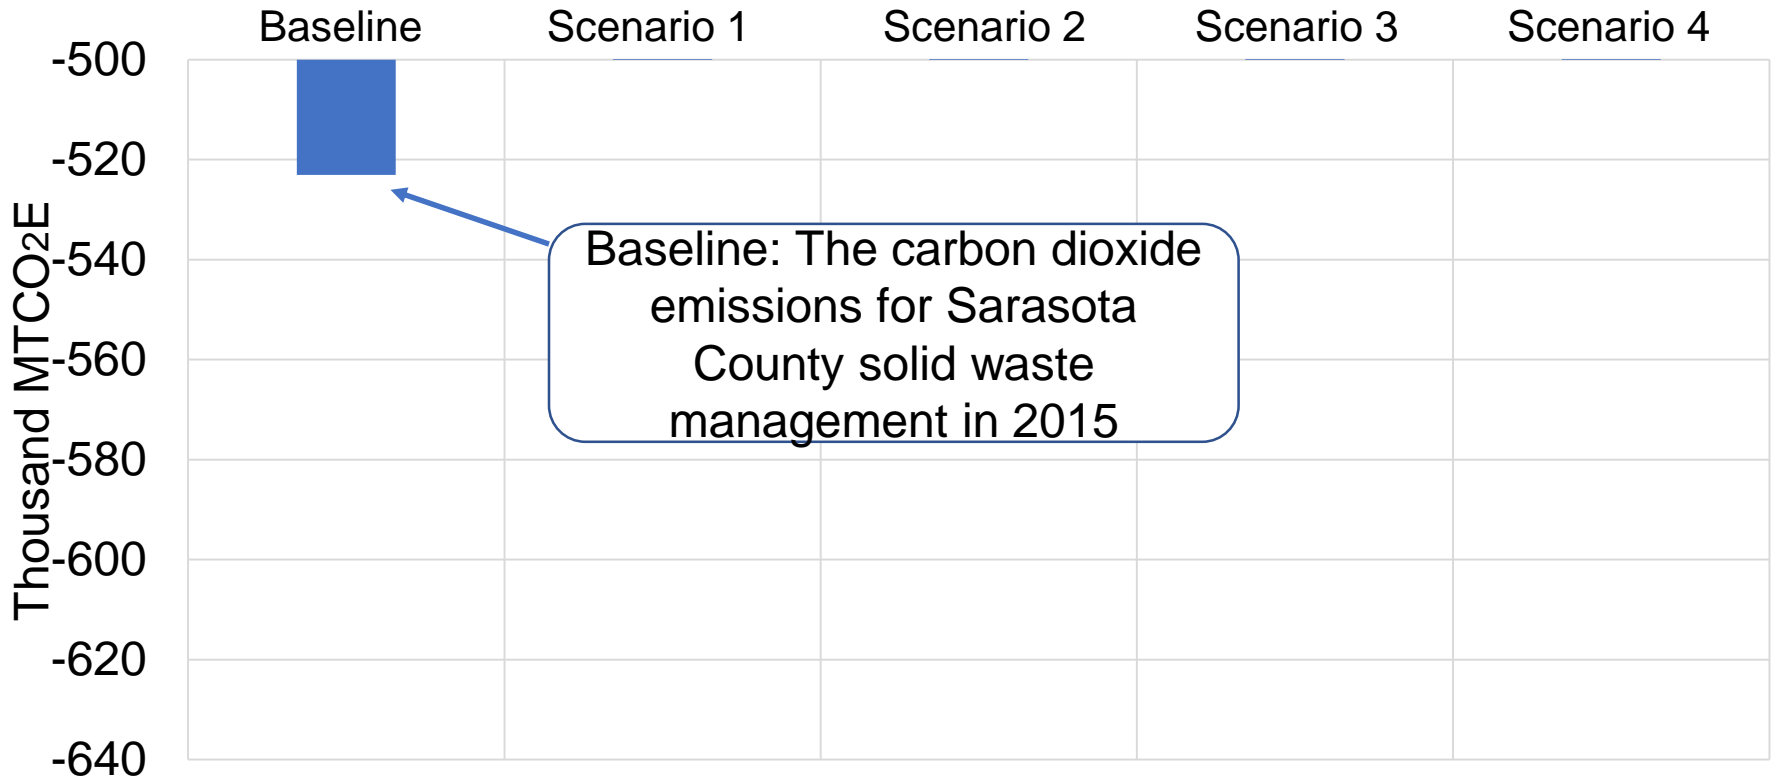 Baseline Scenario 1 Scenario 2 Scenario 3 Scenario 4
-500
-520
-540
-560
-580
-600
-620
-640
Thousand MTCO2E
Baseline: The carbon dioxide
emissions for Sarasota
County solid waste
management in 2015